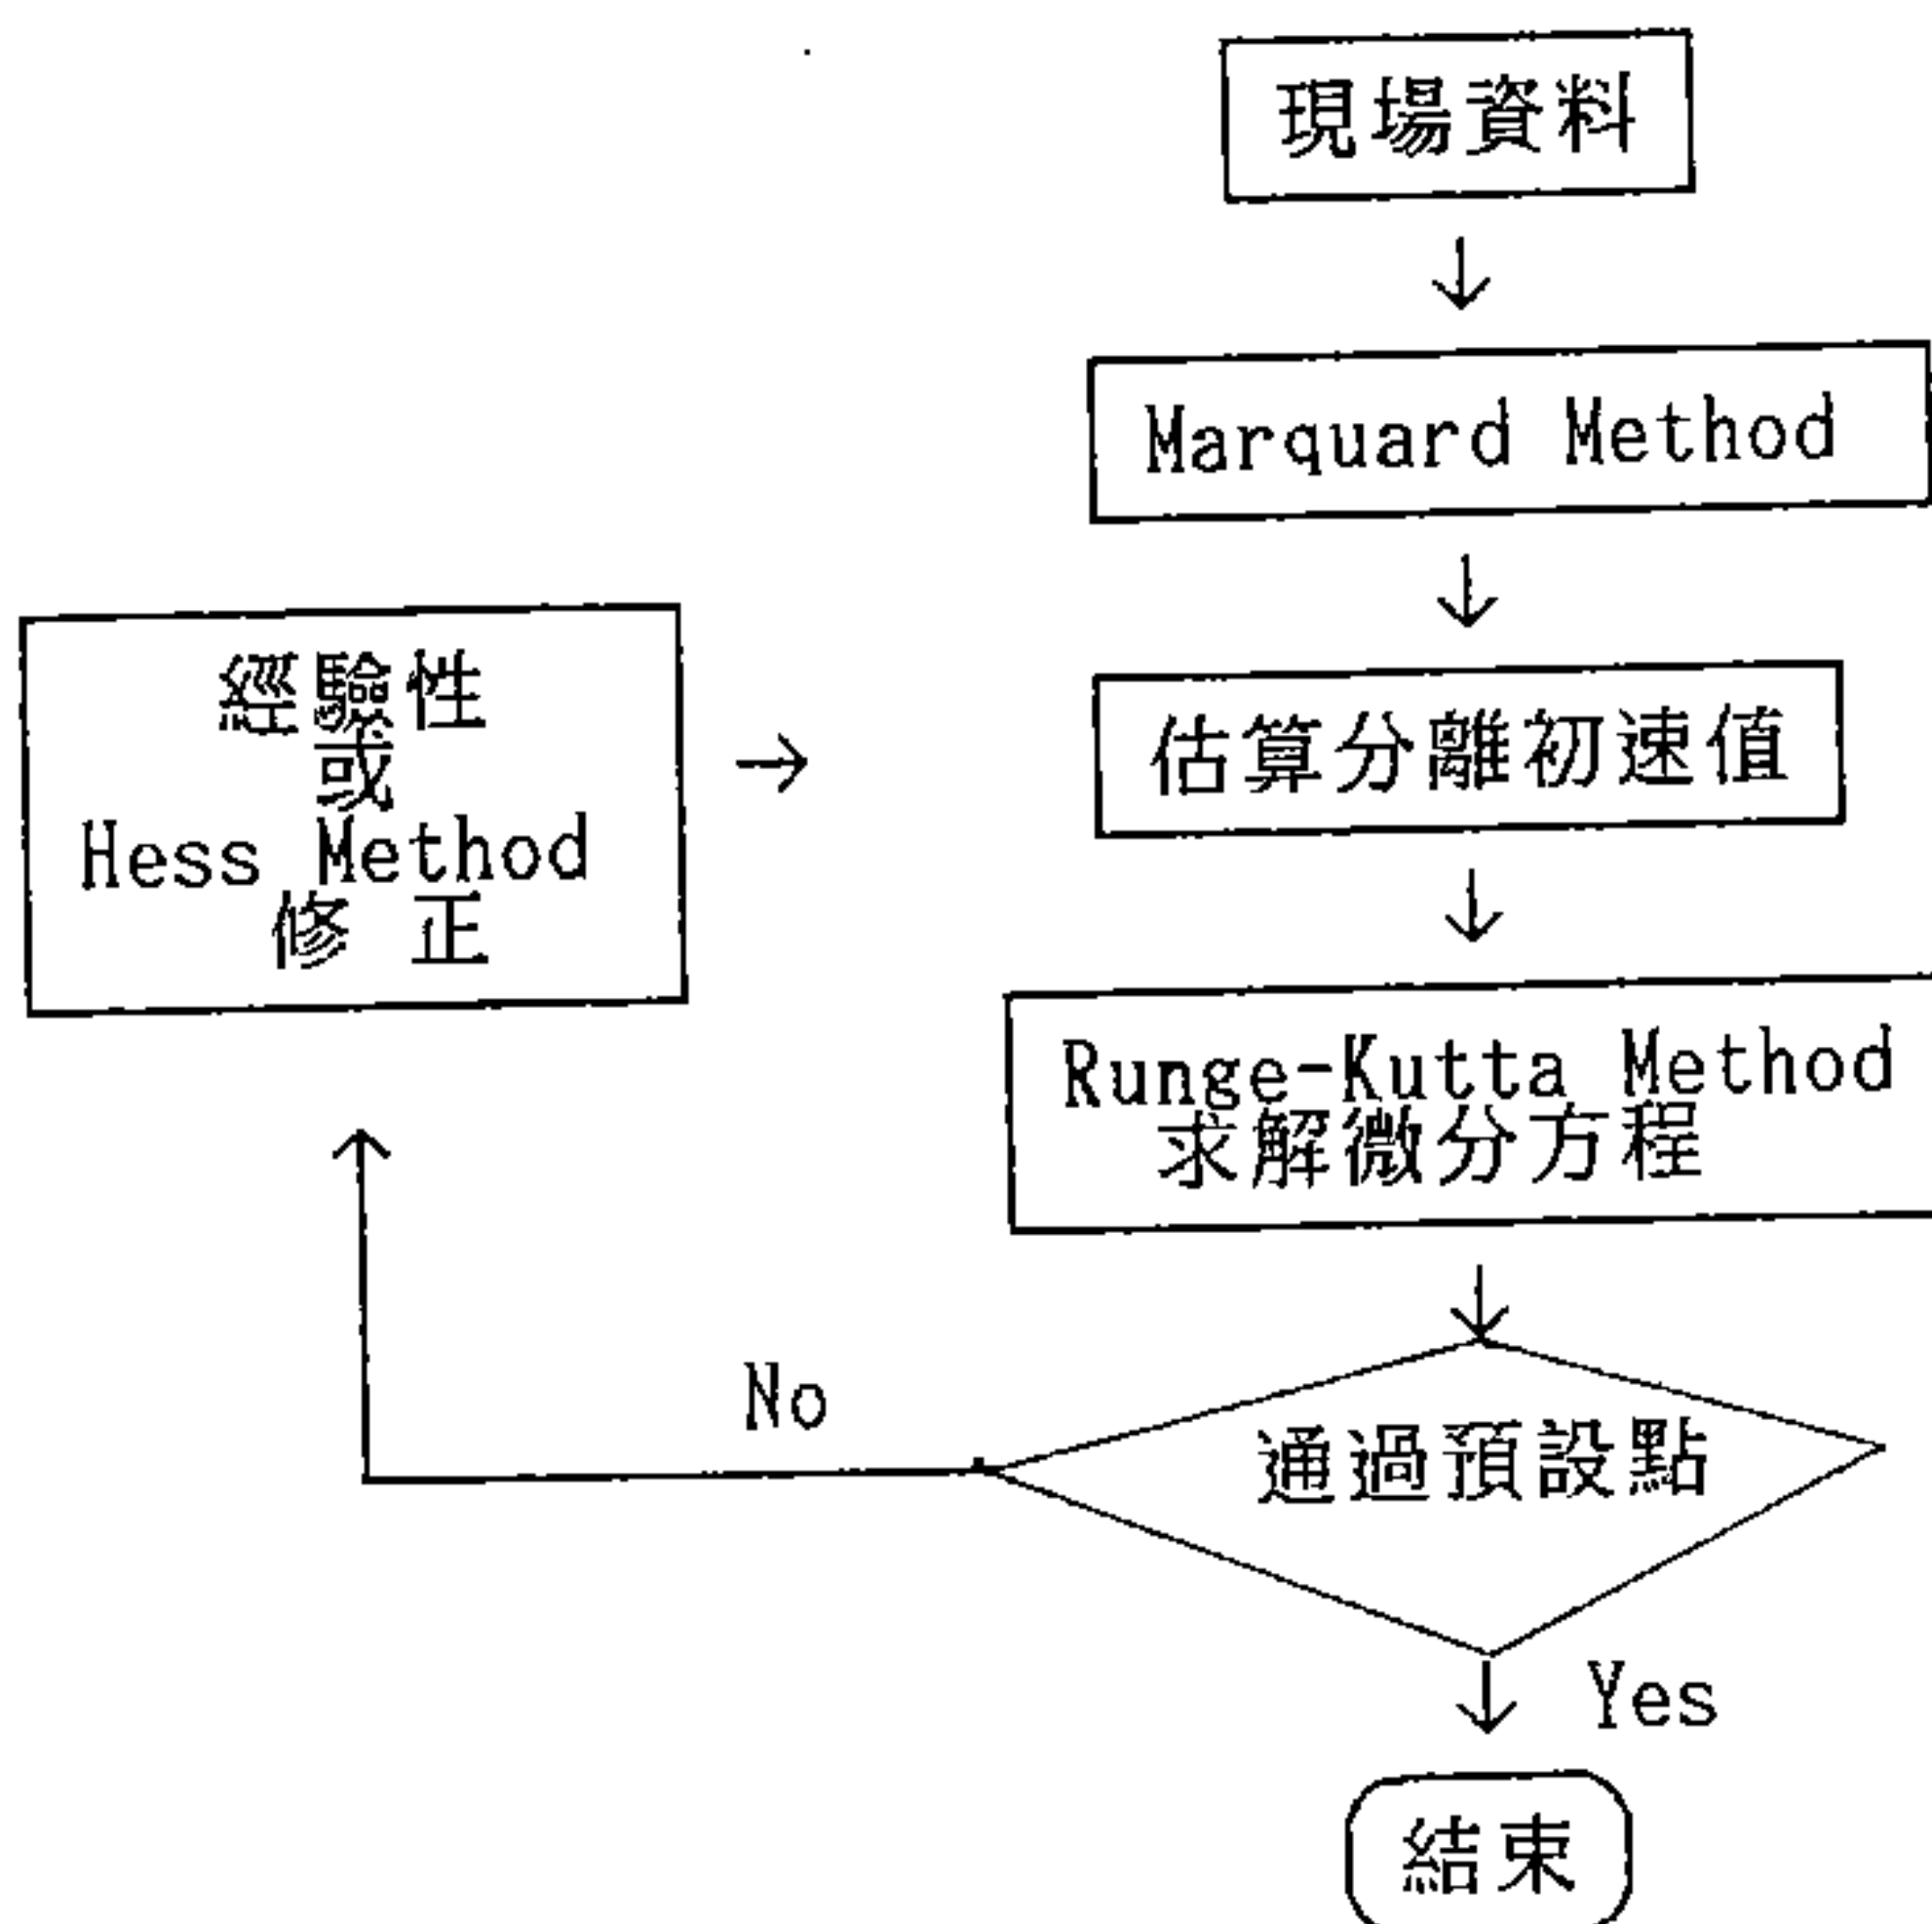 現場資料
Marquard Method
估算分離初速值
經驗性
或
Hess Method
修 正
Runge-Kutta Method
求解微分方程
通過預設點
No
Yes
結束